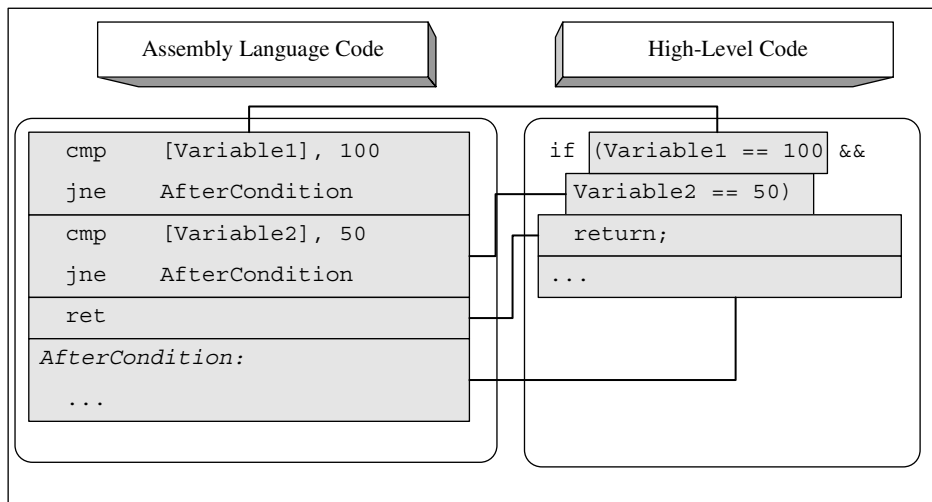 Assembly Language Code
cmp [Variable1], 100
jne AfterCondition
cmp [Variable2], 50
jne AfterCondition
ret
AfterCondition:
...
High-Level Code
if (Variable1 == 100 &&
Variable2 == 50)
return;
...